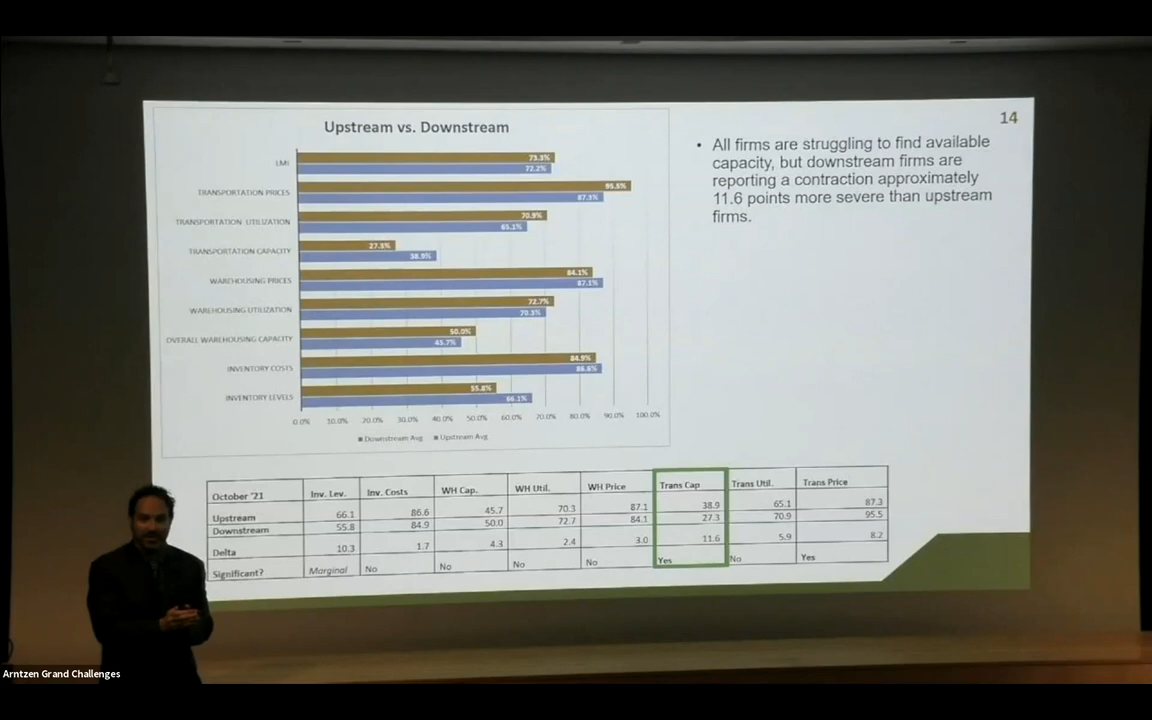 14
Upstream vs. Downstream
LMI
73.3%
72.2%
TRANSPORTATION PRICES
95.5%
87.3%
TRANSPORTATION UTILIZATION
70.9%
65.1%
TRANSPORTATION CAPACITY
27.3%
38.9%
WAREHOUSING PRICES
84.1%
87.1%
WAREHOUSING UTILIZATION
72.7%
70.3%
OVERALL WAREHOUSING CAPACITY
50.0%
45.7%
INVENTORY COSTS
84.9%
86.6%
INVENTORY LEVELS
55.8%
66.1%
0.0% 10.0% 20.0% 30.0% 40.0% 50.0% 60.0% 70.0% 80.0% 90.0% 100.0%
Downstream Avg Upstream Avg
• All firms are struggling to find available
capacity, but downstream firms are
reporting a contraction approximately
11.6 points more severe than upstream
firms.
October '21 Inv. Lev. Inv. Costs WH Cap. WH Util. WH Price Trans Cap Trans Util. Trans Price
Upstream 66.1 86.6 45.7 70.3 87.1 38.9 65.1 87.3
Downstream 55.8 84.9 50.0 72.7 84.1 27.3 70.9 95.5
Delta 10.3 1.7 4.3 2.4 3.0 11.6 5.9 8.2
Significant? Marginal No No No No Yes No Yes
Arntzen Grand Challenges